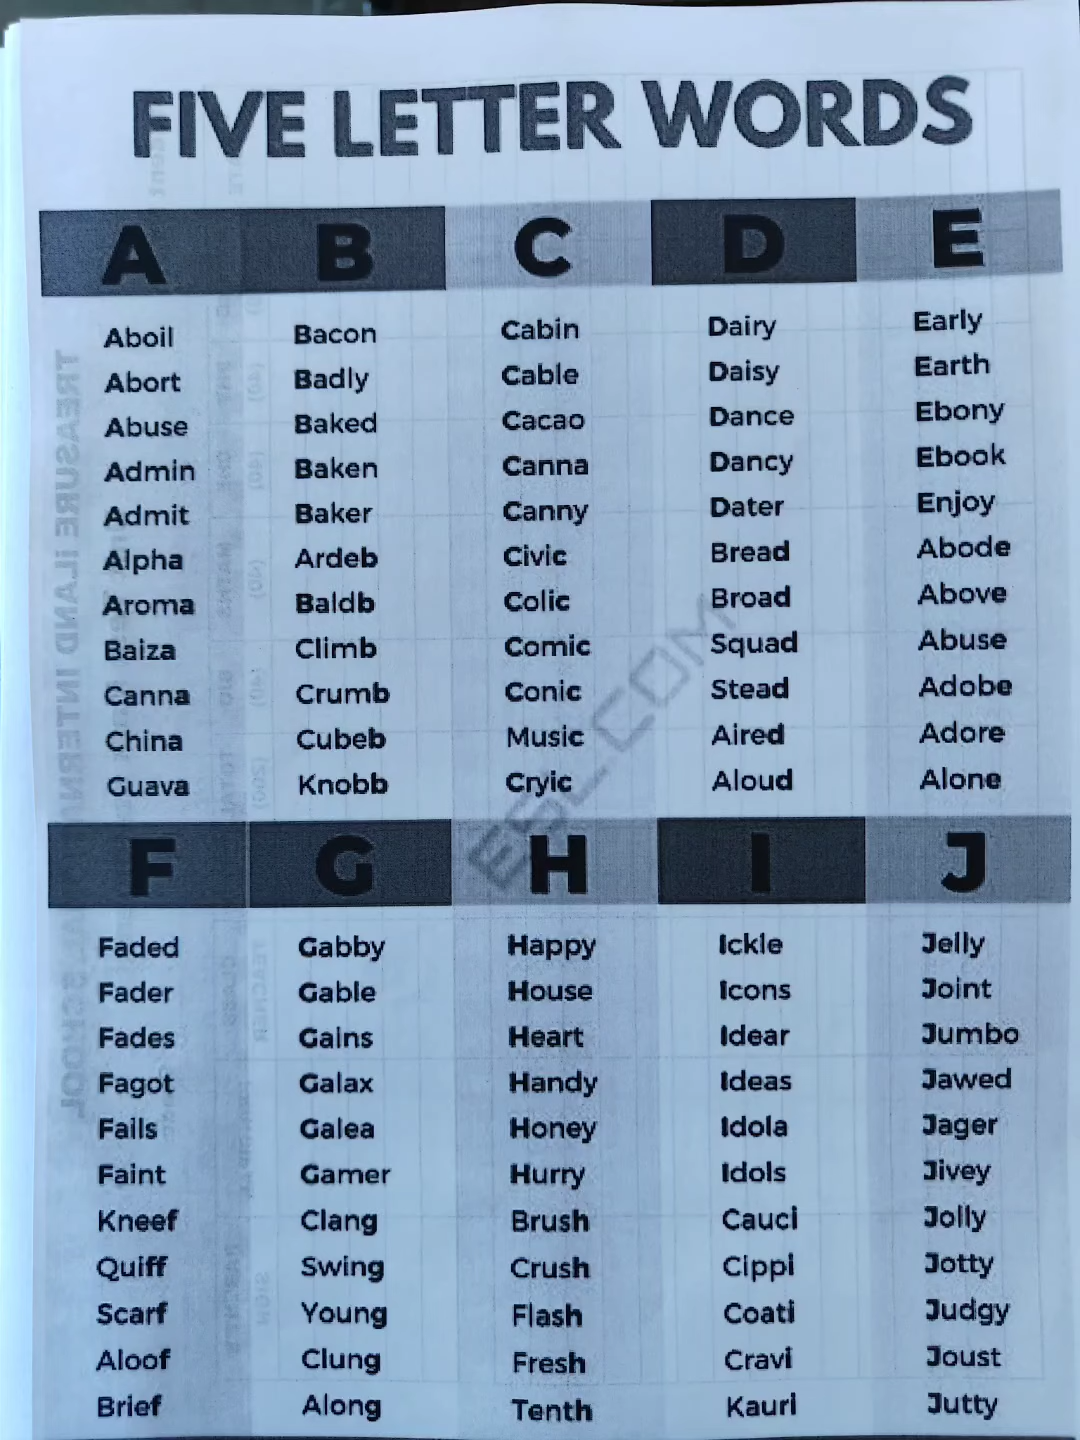 FIVE LETTER WORDS
A B C D E
Aboil Bacon Cabin Dairy Early
Abort Badly Cable Daisy Earth
Abuse Baked Cacao Dance Ebony
Admin Baken Canna Dancy Ebook
Admit Baker Canny Dater Enjoy
Alpha Ardeb Civic Bread Abode
Aroma Baldb Colic Broad Above
Baiza Climb Comic Squad Abuse
Canna Crumb Conic Stead Adobe
China Cubeb Music Aired Adore
Guava Knobb Cryic Aloud Alone
F G H I J
Faded Gabby Happy Ickle Jelly
Fader Gable House Icons Joint
Fades Gains Heart Idear Jumbo
Fagot Galax Handy Ideas Jawed
Fails Galea Honey Idola Jager
Faint Gamer Hurry Idols Jivey
Kneef Clang Brush Cauci Jolly
Quiff Swing Crush Cippi Jotty
Scarf Young Flash Coati Judgy
Aloof Clung Fresh Cravi Joust
Brief Along Tenth Kauri Jutty